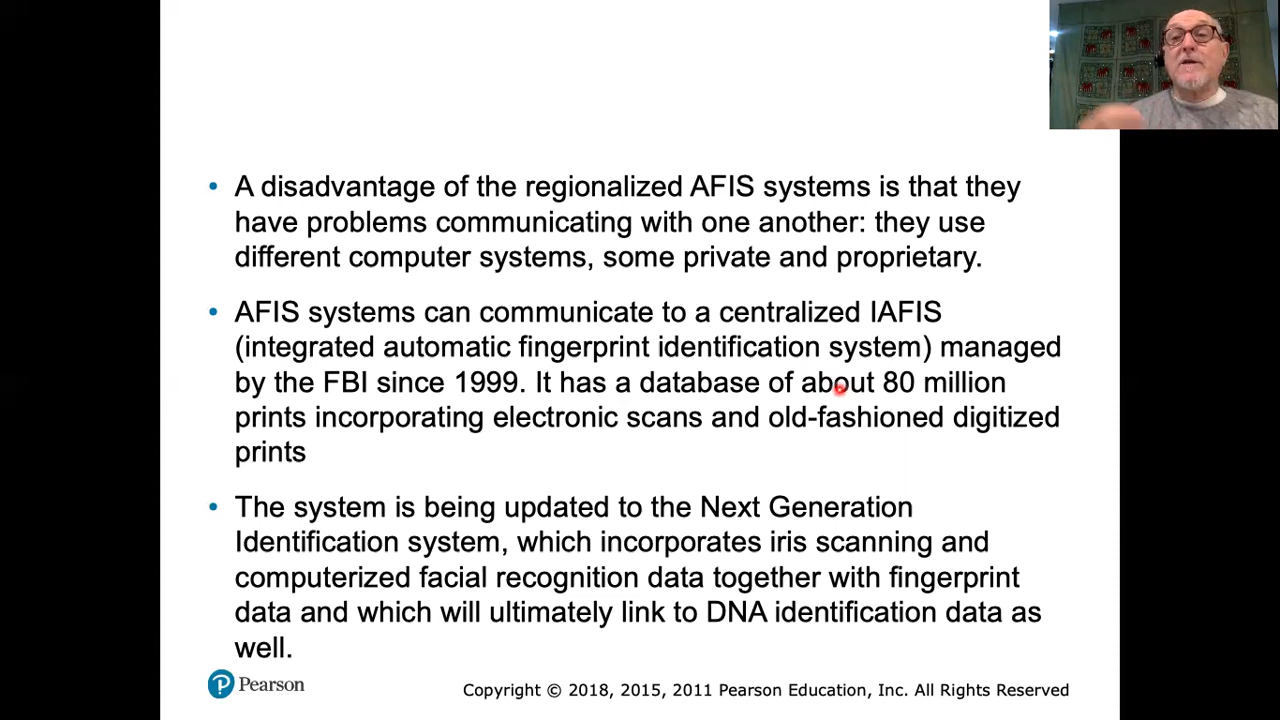 • A disadvantage of the regionalized AFIS systems is that they
have problems communicating with one another: they use
different computer systems, some private and proprietary.
• AFIS systems can communicate to a centralized IAFIS
(integrated automatic fingerprint identification system) managed
by the FBI since 1999. It has a database of about 80 million
prints incorporating electronic scans and old-fashioned digitized
prints
• The system is being updated to the Next Generation
Identification system, which incorporates iris scanning and
computerized facial recognition data together with fingerprint
data and which will ultimately link to DNA identification data as
well.
Pearson
Copyright © 2018, 2015, 2011 Pearson Education, Inc. All Rights Reserved